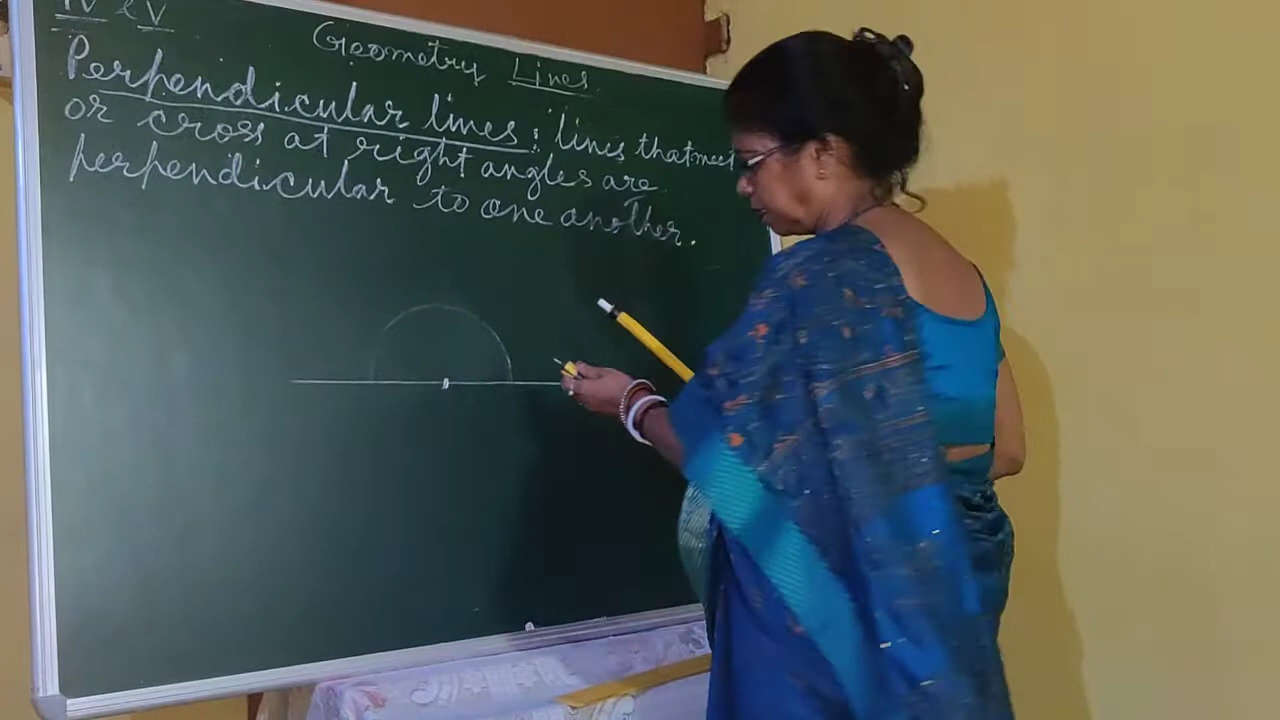 IV & V
Geometry Lines
Perpendicular lines : lines that meet
or cross at right angles are
perpendicular to one another.